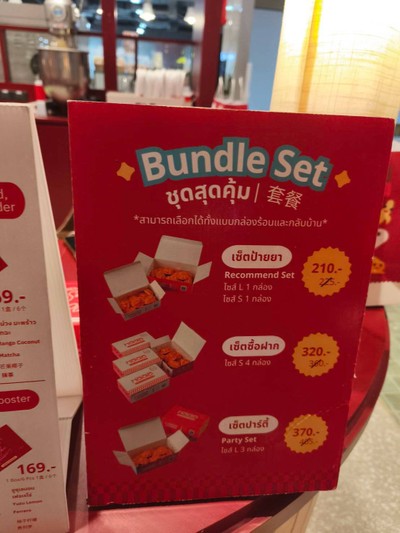 Bundle Set
ชุดสุดคุ้ม | 套餐
*สามารถเลือกได้ทั้งแบบกล่องร้อนและกลับบ้าน*
เซ็ตป้ายยา
Recommend Set
ไซส์ L 1 กล่อง
ไซส์ S 1 กล่อง
210.-
เซ็ตซื้อฝาก
ไซส์ S 4 กล่อง
320.-
เซ็ตปาร์ตี้
Party Set
ไซส์ L 3 กล่อง
370.-
9.-
Matcha
169.-
Yuzu Lemon